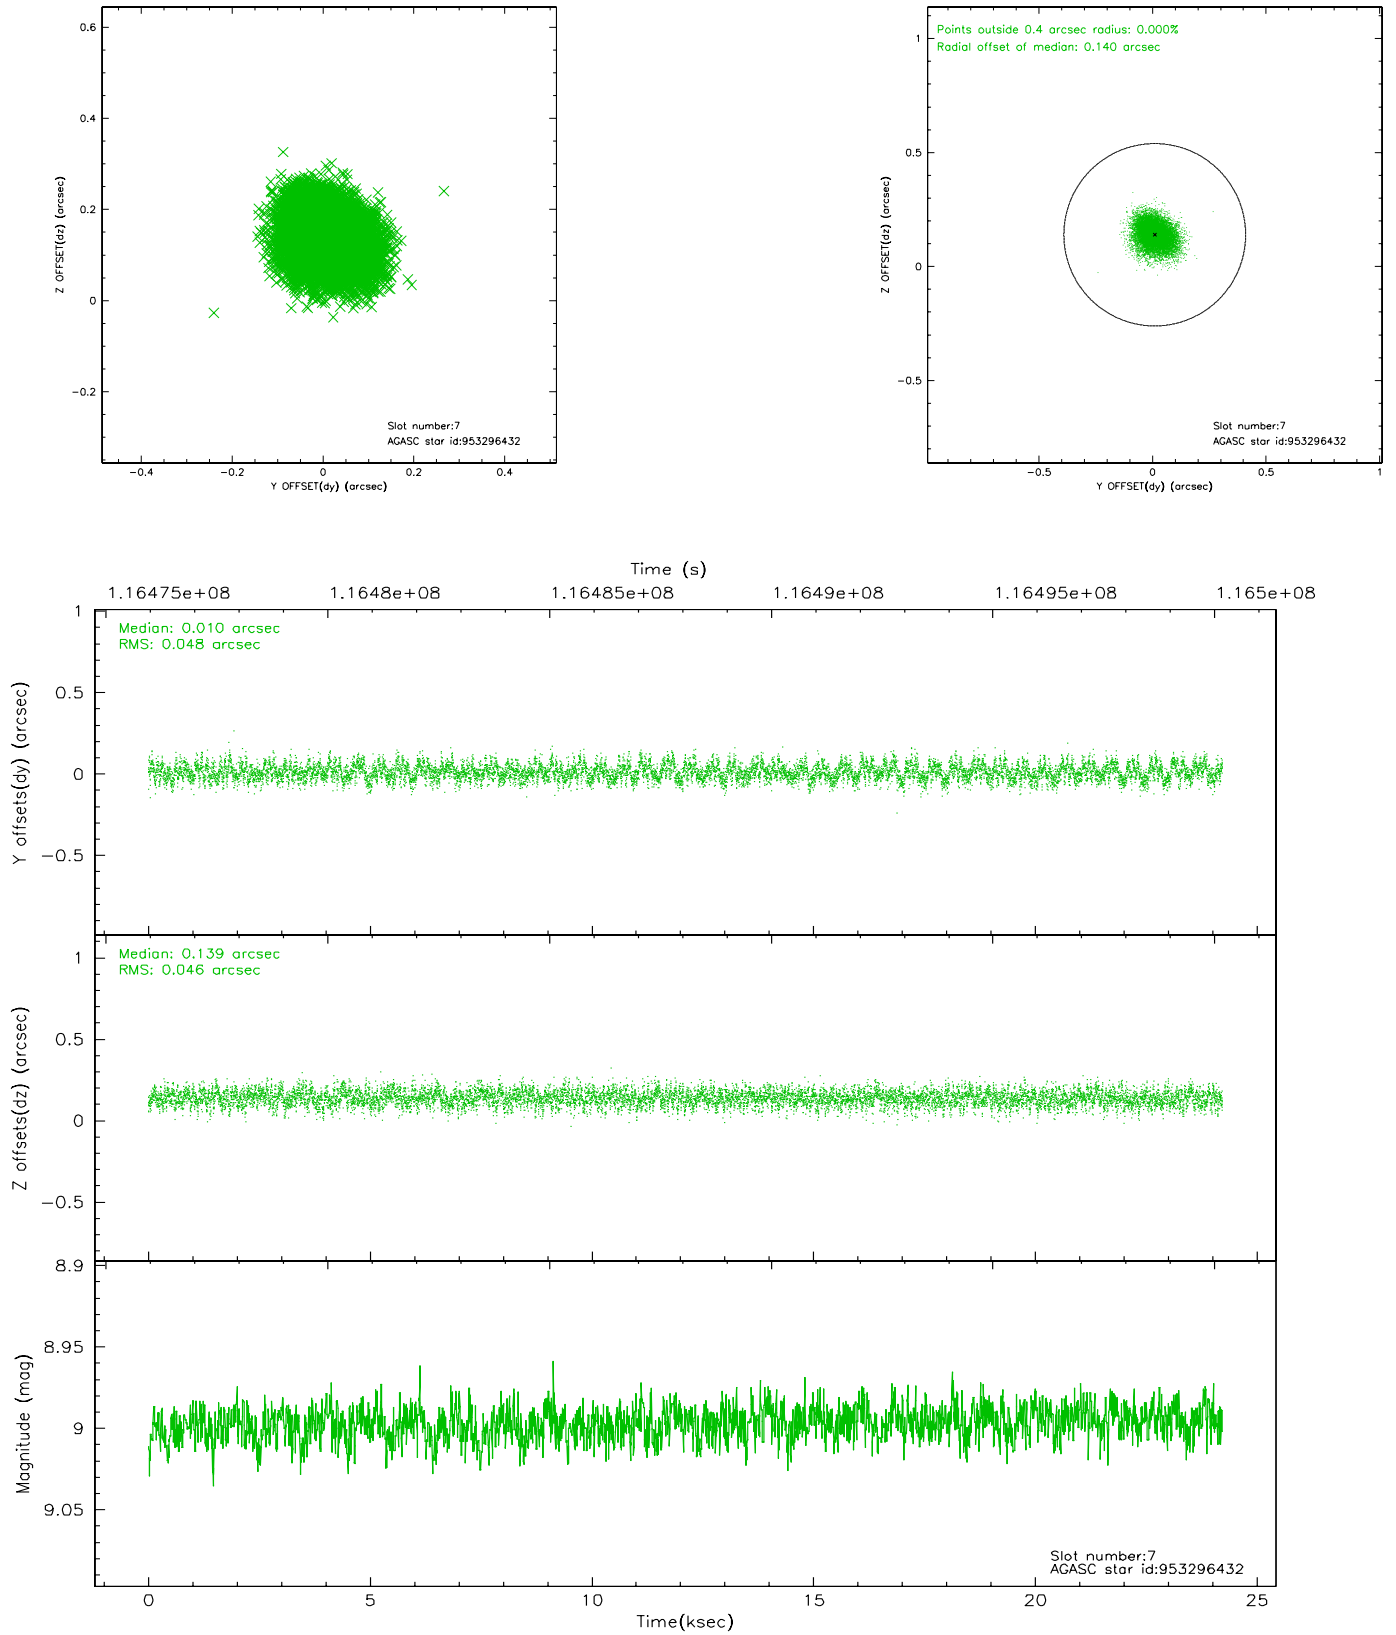 0.6
0.4
0.2
0
−0.2
−0.4
−0.2
0
0.2
0.4
Z OFFSET(dz) (arcsec)
Y OFFSET(dy) (arcsec)
Slot number:7
AGASC star id:953296432
Points outside 0.4 arcsec radius: 0.000%
Radial offset of median: 0.140 arcsec
1
0.5
0
−0.5
−0.5
0
0.5
1
Z OFFSET(dz) (arcsec)
Y OFFSET(dy) (arcsec)
Slot number:7
AGASC star id:953296432
Time (s)
1.16475e+08 1.1648e+08 1.16485e+08 1.1649e+08 1.16495e+08 1.165e+08
Median: 0.010 arcsec
RMS: 0.048 arcsec
1
0.5
0
−0.5
Y offsets(dy) (arcsec)
Median: 0.139 arcsec
RMS: 0.046 arcsec
1
0.5
0
−0.5
Z offsets(dz) (arcsec)
8.9
8.95
9
9.05
Magnitude (mag)
Slot number:7
AGASC star id:953296432
0 5 10 15 20 25
Time(ksec)